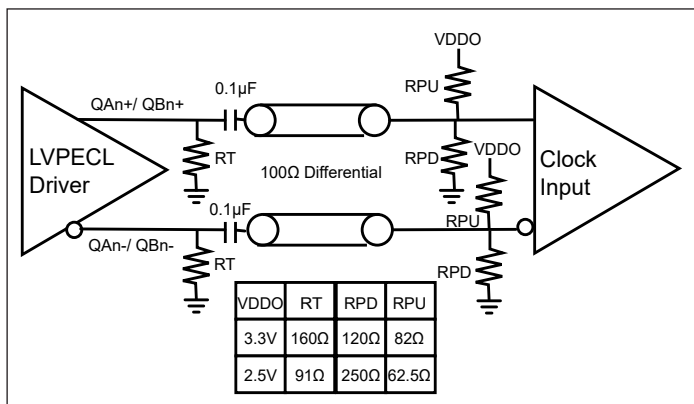 VDDO
0.1µF
RPU
QAn+/ QBn+
LVPECL
Driver
RT
100Ω Differential
RPD
VDDO
Clock
Input
0.1µF
QAn-/ QBn-
RT
RPU
RPD
VDDO RT RPD RPU
3.3V 160Ω 120Ω 82Ω
2.5V 91Ω 250Ω 62.5Ω